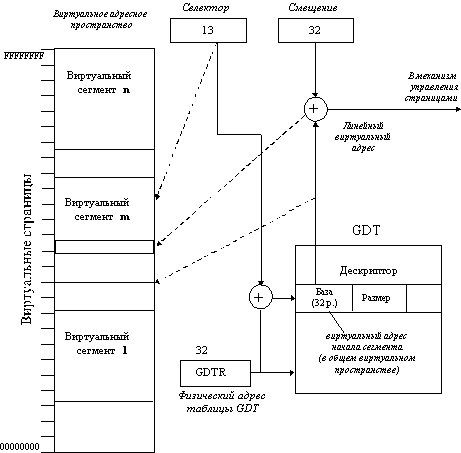 Виртуальное адресное
пространство
Селектор
Смещение
13
32
FFFFFFFF
Виртуальный
сегмент n
В механизм
управления
страницами
+
Линейный
виртуальный
адрес
Виртуальный
сегмент m
Виртуальные страницы
GDT
Дескриптор
+
База
(32 р.)
Размер
Виртуальный
сегмент 1
виртуальный адрес
начала сегмента
(в общем виртуальном
пространстве)
32
GDTR
Физический адрес
таблицы GDT
00000000